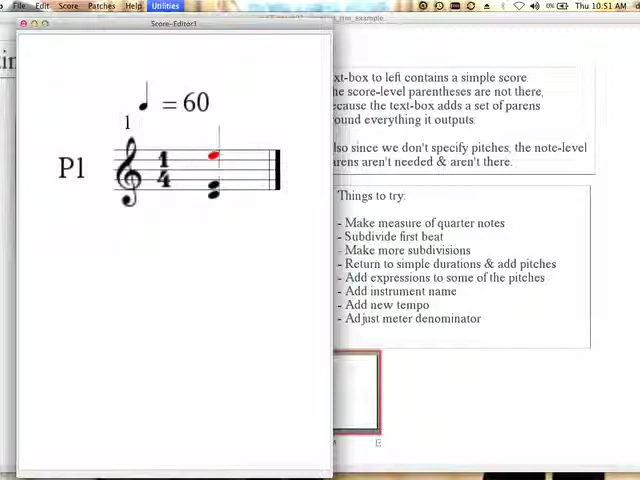 File Edit Score Patches Help Utilities
Thu 10:51 AM
Score-Editor1
= 60
1
P1
1
4
xt-box to left contains a simple score.
he score-level parentheses are not there,
ecause the text-box adds a set of parens
ound everything it outputs.
lso since we don't specify pitches, the note-level
arens aren't needed & aren't there.
Things to try:
- Make measure of quarter notes
- Subdivide first beat
- Make more subdivisions
- Return to simple durations & add pitches
- Add expressions to some of the pitches
- Add instrument name
- Add new tempo
- Adjust meter denominator